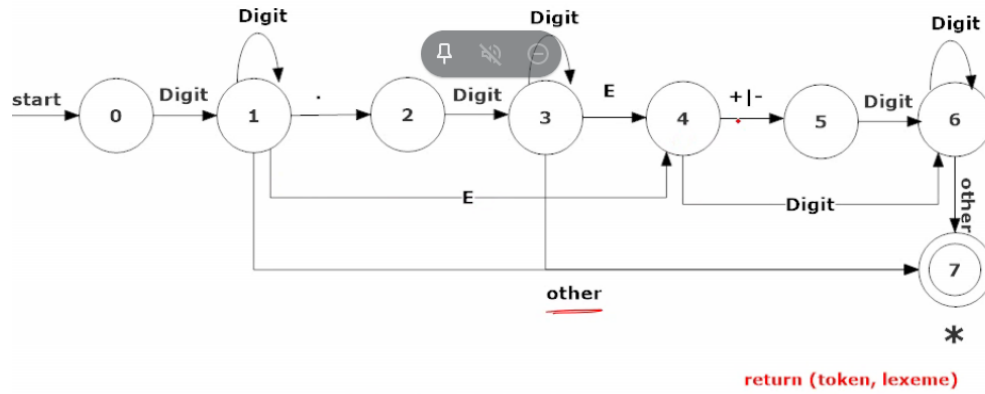 Digit Digit Digit
start 0 Digit 1 . 2 Digit 3 E 4 +|- 5 Digit 6
E Digit other
7
other
*
return (token, lexeme)